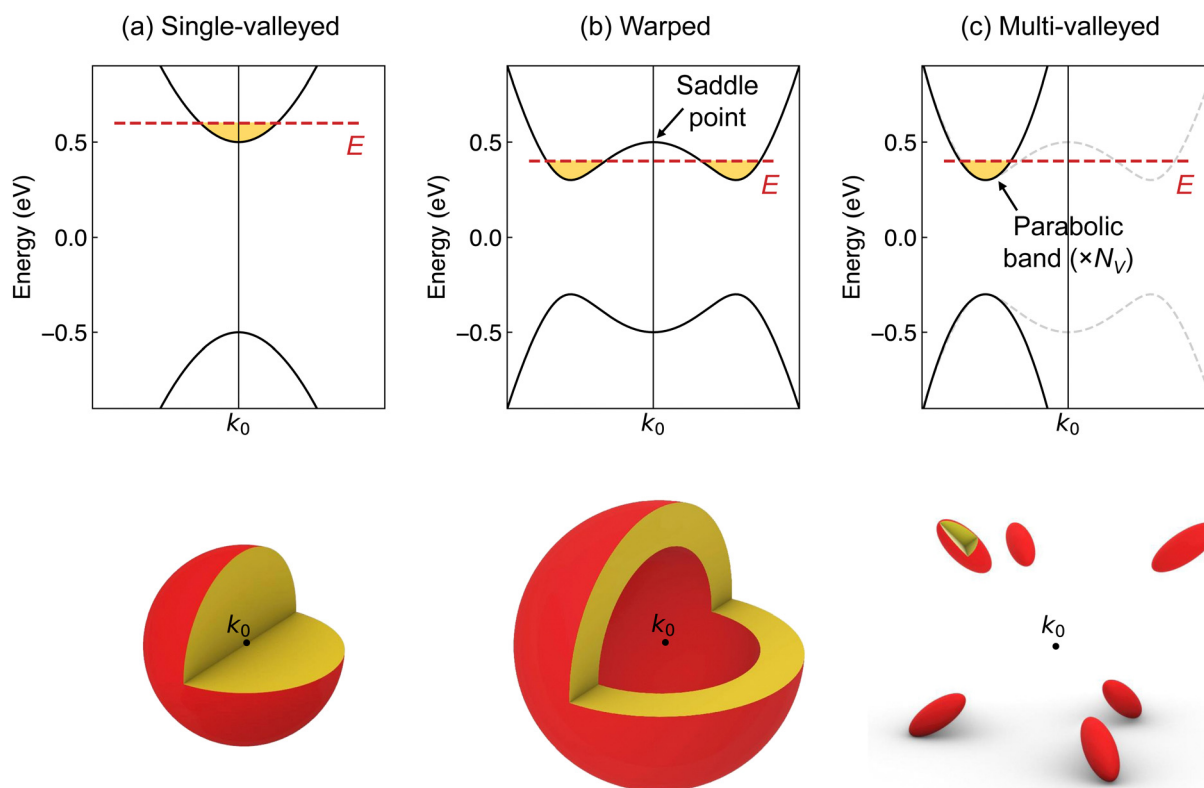 (a) Single-valleyed
(b) Warped
(c) Multi-valleyed
Energy (eV)
0.5
0.0
−0.5
E
k₀
Energy (eV)
0.5
0.0
−0.5
Saddle
point
E
k₀
Energy (eV)
0.5
0.0
−0.5
E
Parabolic
band (×N_V)
k₀
k₀
k₀
k₀